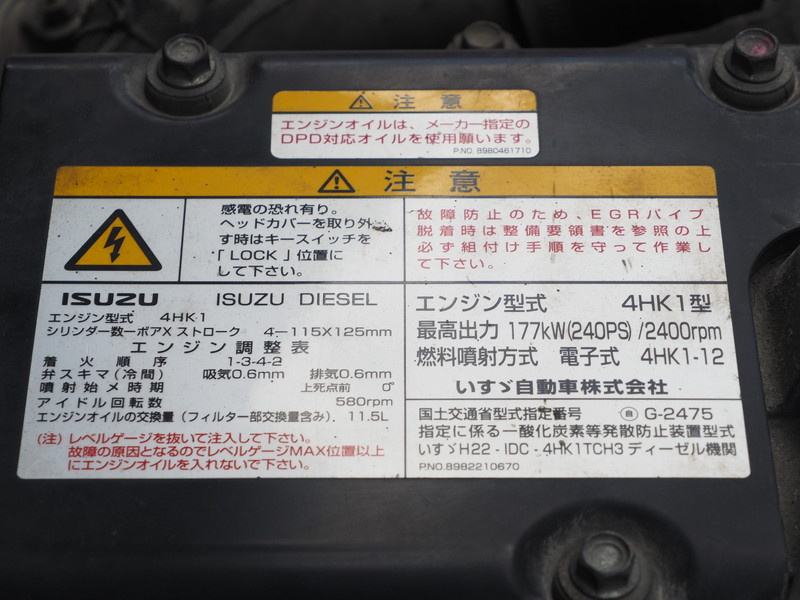 ⚠ 注意
エンジンオイルは、メーカー指定の
DPD対応オイルを使用願います。
P.NO. 8980461710
⚠ 注意
感電の恐れ有り。
ヘッドカバーを取り外
す時はキースイッチを
「LOCK」位置に
して下さい。
故障防止のため、EGRパイプ
脱着時は整備要領書を参照の上
必ず組付け手順を守って作業し
て下さい。
ISUZU ISUZU DIESEL
エンジン型式 4HK1
シリンダー数ーボアXストローク 4ー115X125mm
エンジン調整表
着火順序 1-3-4-2
弁スキマ(冷間) 吸気0.6mm 排気0.6mm
噴射始メ時期 上死点前 0°
アイドル回転数 580rpm
エンジンオイルの交換量(フィルター部交換量含み). 11.5L
(注)レベルゲージを抜いて注入して下さい。
故障の原因となるのでレベルゲージMAX位置以上
にエンジンオイルを入れないで下さい。
エンジン型式 4HK1型
最高出力 177kW(240PS)/2400rpm
燃料噴射方式 電子式 4HK1-12
いすゞ自動車株式会社
国土交通省型式指定番号 ㊀ G-2475
指定に係る一酸化炭素等発散防止装置型式
いすゞH22-IDC-4HK1TCH3ディーゼル機関
P.NO.8982210670